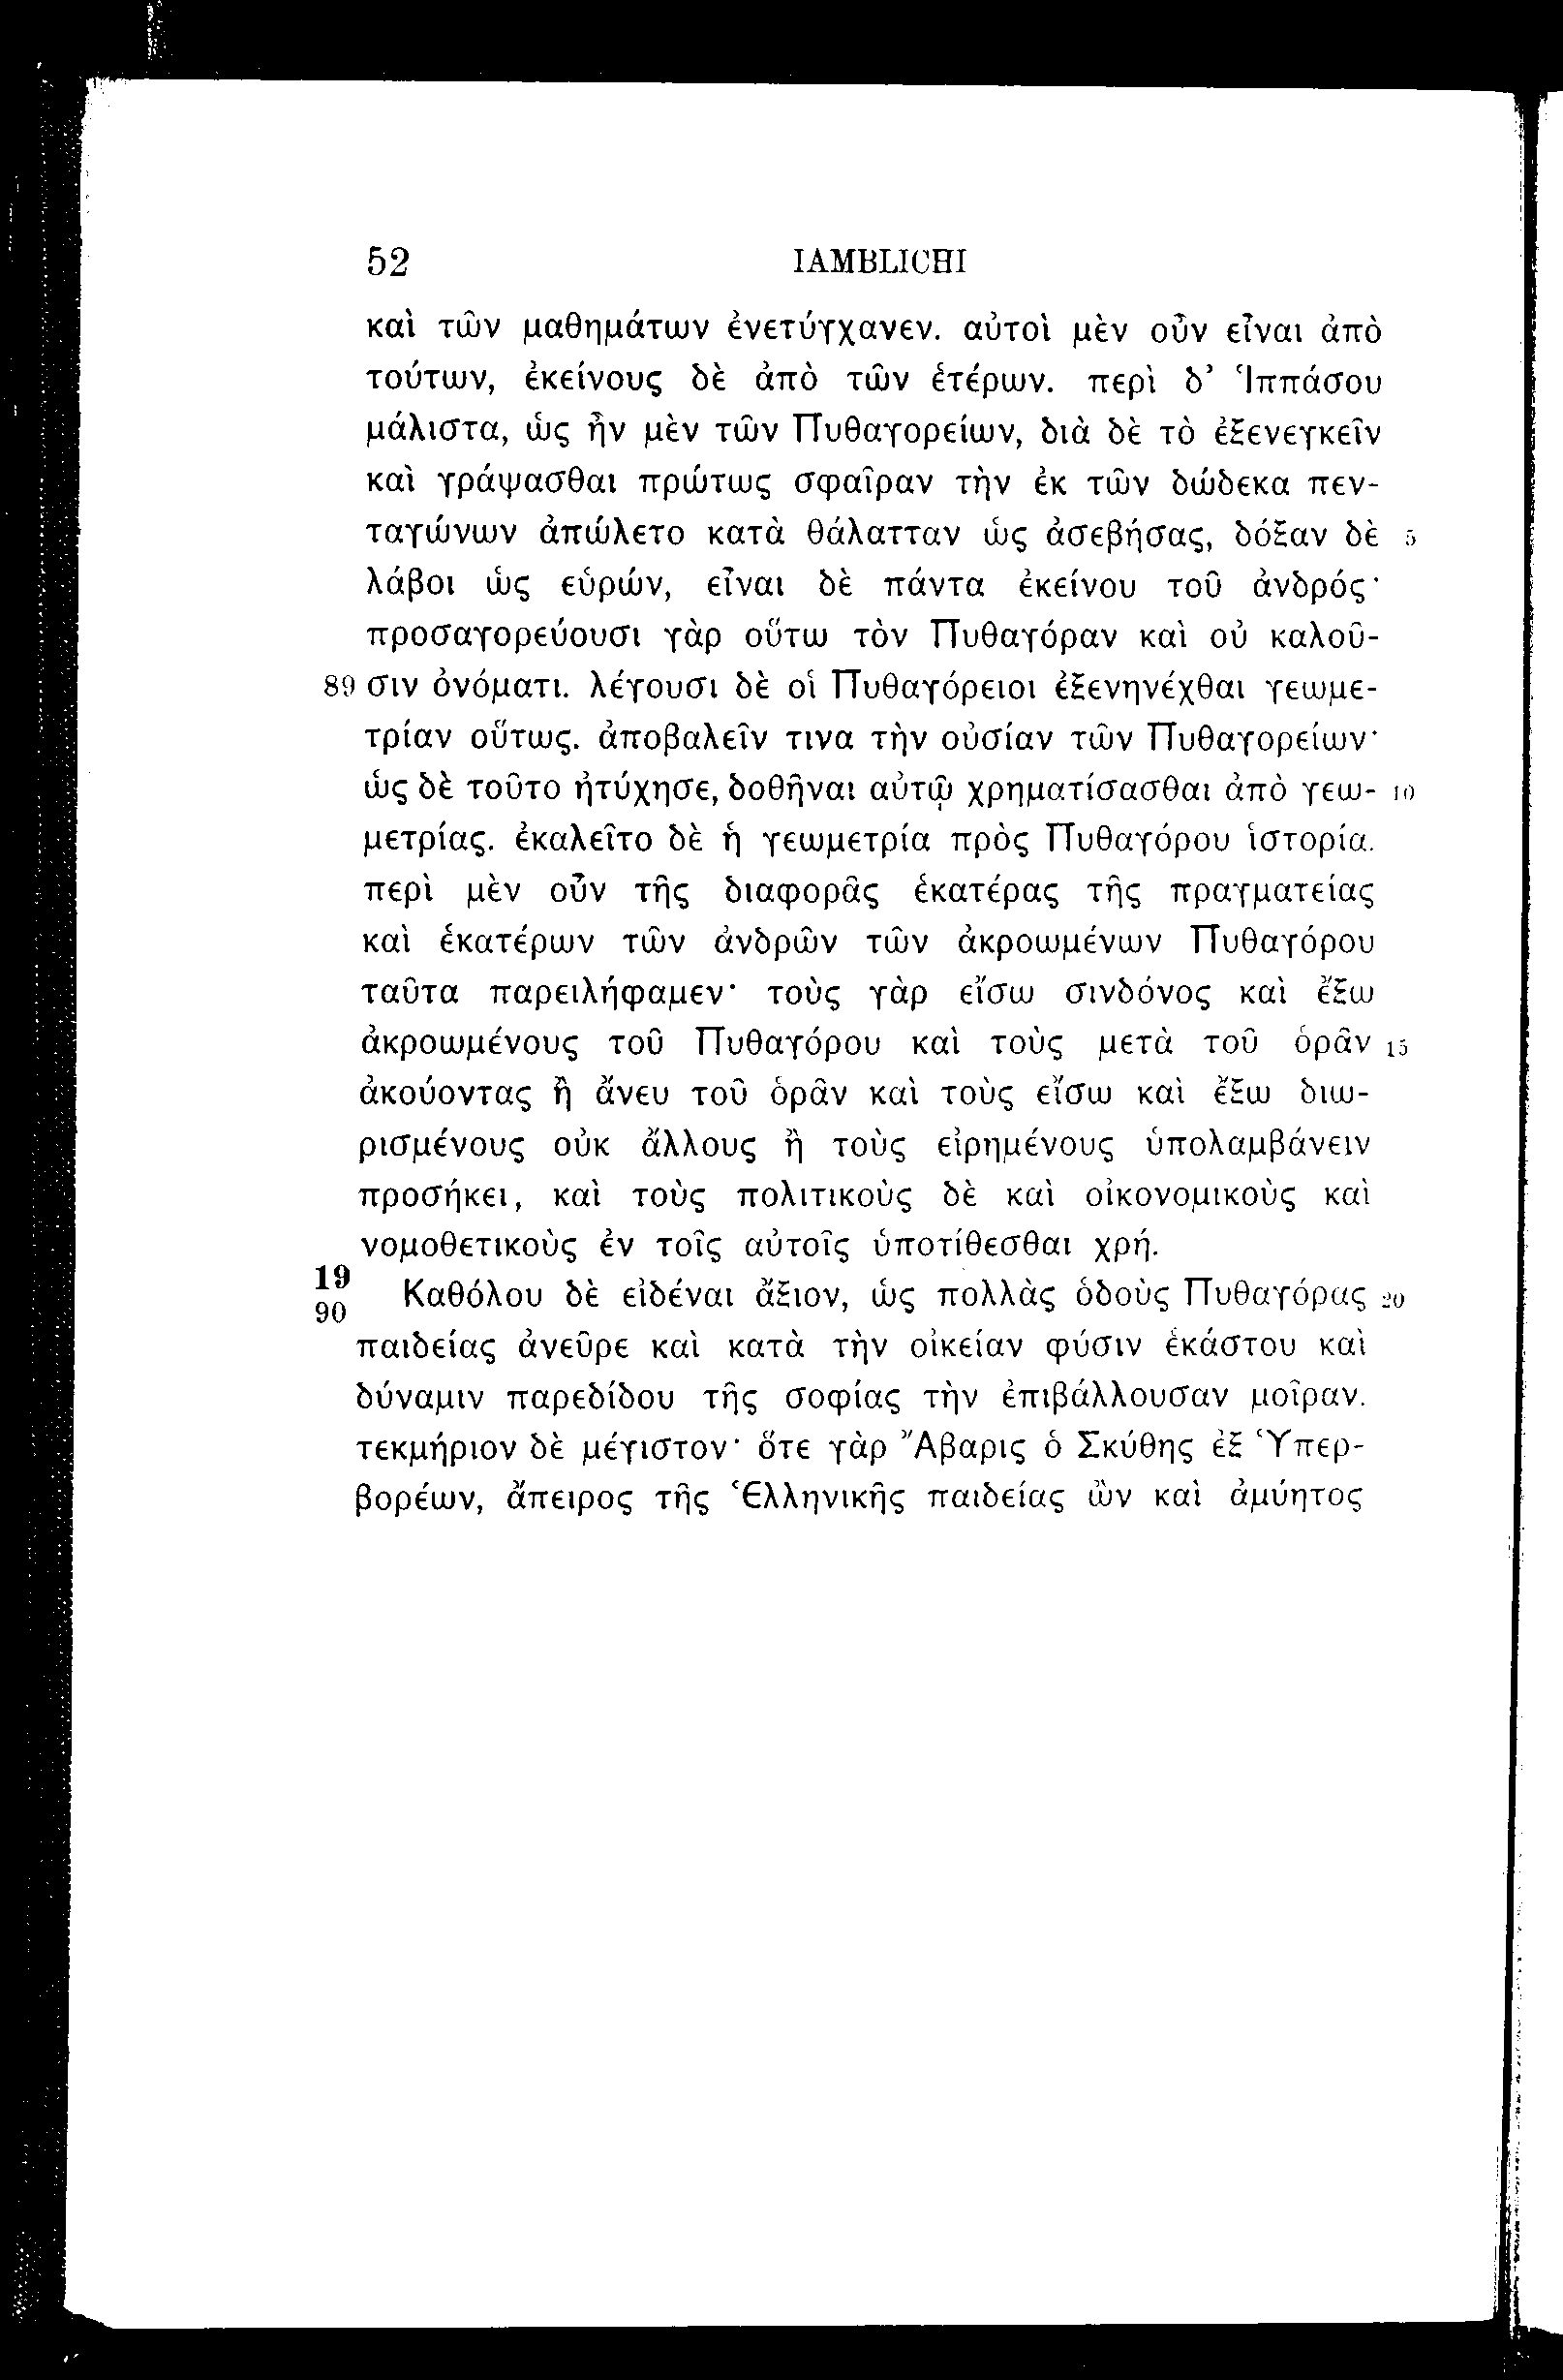 52 IAMBLICHI
καὶ τῶν μαθημάτων ἐνετύγχανεν. αὐτοὶ μὲν οὖν εἶναι ἀπὸ
τούτων, ἐκείνους δὲ ἀπὸ τῶν ἑτέρων. περὶ δ’ Ἱππάσου
μάλιστα, ὡς ἦν μὲν τῶν Πυθαγορείων, διὰ δὲ τὸ ἐξενεγκεῖν
καὶ γράψασθαι πρώτως σφαῖραν τὴν ἐκ τῶν δώδεκα πεν-
ταγώνων ἀπώλετο κατὰ θάλατταν ὡς ἀσεβήσας, δόξαν δὲ 5
λάβοι ὡς εὑρών, εἶναι δὲ πάντα ἐκείνου τοῦ ἀνδρός·
προσαγορεύουσι γὰρ οὕτω τὸν Πυθαγόραν καὶ οὐ καλοῦ-
89 σιν ὀνόματι. λέγουσι δὲ οἱ Πυθαγόρειοι ἐξενηνέχθαι γεωμε-
τρίαν οὕτως. ἀποβαλεῖν τινα τὴν οὐσίαν τῶν Πυθαγορείων·
ὡς δὲ τοῦτο ἠτύχησε, δοθῆναι αὐτῷ χρηματίσασθαι ἀπὸ γεω- 10
μετρίας. ἐκαλεῖτο δὲ ἡ γεωμετρία πρὸς Πυθαγόρου ἱστορία.
περὶ μὲν οὖν τῆς διαφορᾶς ἑκατέρας τῆς πραγματείας
καὶ ἑκατέρων τῶν ἀνδρῶν τῶν ἀκροωμένων Πυθαγόρου
ταῦτα παρειλήφαμεν· τοὺς γὰρ εἴσω σινδόνος καὶ ἔξω
ἀκροωμένους τοῦ Πυθαγόρου καὶ τοὺς μετὰ τοῦ ὁρᾶν 15
ἀκούοντας ἢ ἄνευ τοῦ ὁρᾶν καὶ τοὺς εἴσω καὶ ἔξω διω-
ρισμένους οὐκ ἄλλους ἢ τοὺς εἰρημένους ὑπολαμβάνειν
προσήκει, καὶ τοὺς πολιτικοὺς δὲ καὶ οἰκονομικοὺς καὶ
νομοθετικοὺς ἐν τοῖς αὐτοῖς ὑποτίθεσθαι χρή.
19
90 Καθόλου δὲ εἰδέναι ἄξιον, ὡς πολλὰς ὁδοὺς Πυθαγόρας 20
παιδείας ἀνεῦρε καὶ κατὰ τὴν οἰκείαν φύσιν ἑκάστου καὶ
δύναμιν παρεδίδου τῆς σοφίας τὴν ἐπιβάλλουσαν μοῖραν.
τεκμήριον δὲ μέγιστον· ὅτε γὰρ Ἄβαρις ὁ Σκύθης ἐξ Ὑπερ-
βορέων, ἄπειρος τῆς Ἑλληνικῆς παιδείας ὢν καὶ ἀμύητος